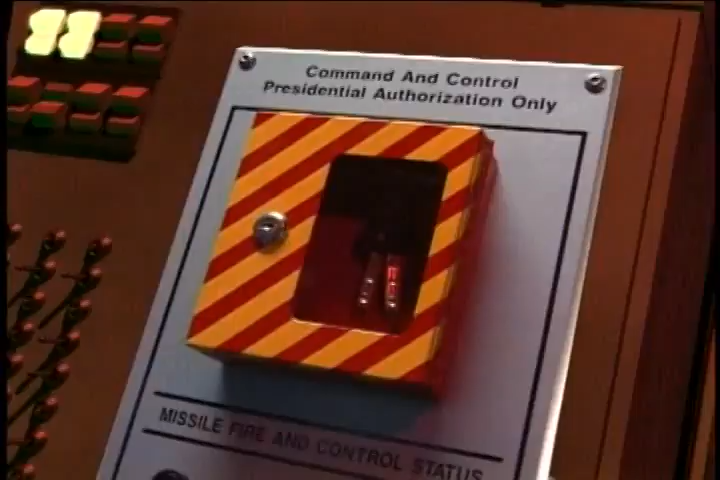 Command And Control
Presidential Authorization Only
MISSILE FIRE AND CONTROL STATUS